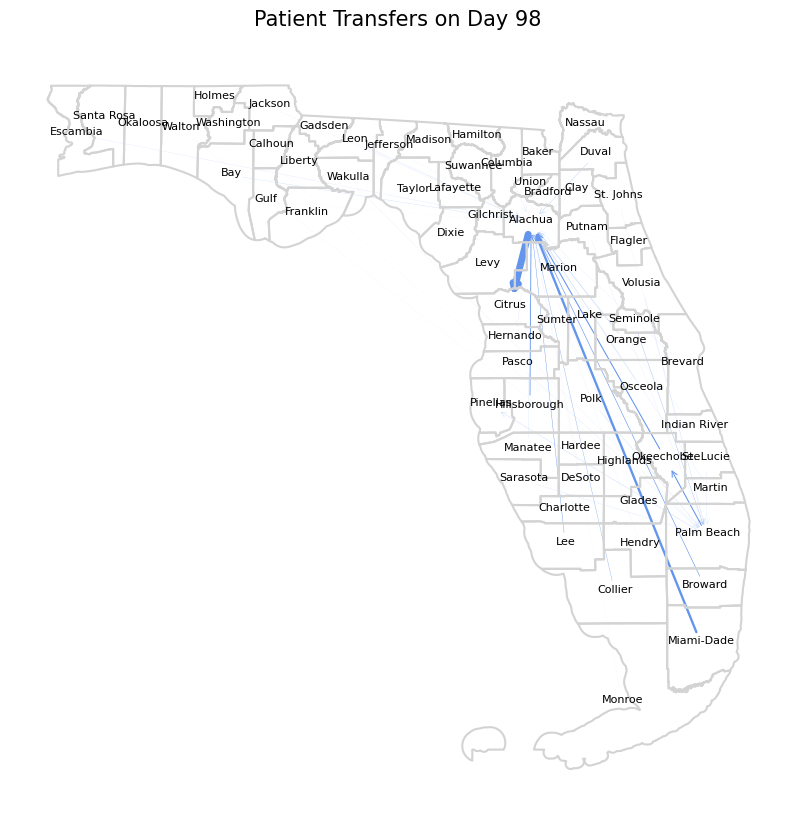 Patient Transfers on Day 98
Holmes
Jackson
Santa Rosa
Okaloosa
Walton
Washington
Escambia
Gadsden
Calhoun
Leon
Jefferson
Madison
Hamilton
Nassau
Liberty
Suwannee
Columbia
Baker
Duval
Bay
Wakulla
Taylor
Lafayette
Union
Bradford
Clay
St. Johns
Gulf
Franklin
Gilchrist
Alachua
Putnam
Dixie
Flagler
Levy
Marion
Volusia
Citrus
Sumter
Lake
Seminole
Hernando
Orange
Pasco
Brevard
Osceola
Pinellas
Hillsborough
Polk
Indian River
Manatee
Hardee
Highlands
Okeechobee
St. Lucie
Sarasota
DeSoto
Martin
Charlotte
Glades
Lee
Hendry
Palm Beach
Collier
Broward
Miami-Dade
Monroe